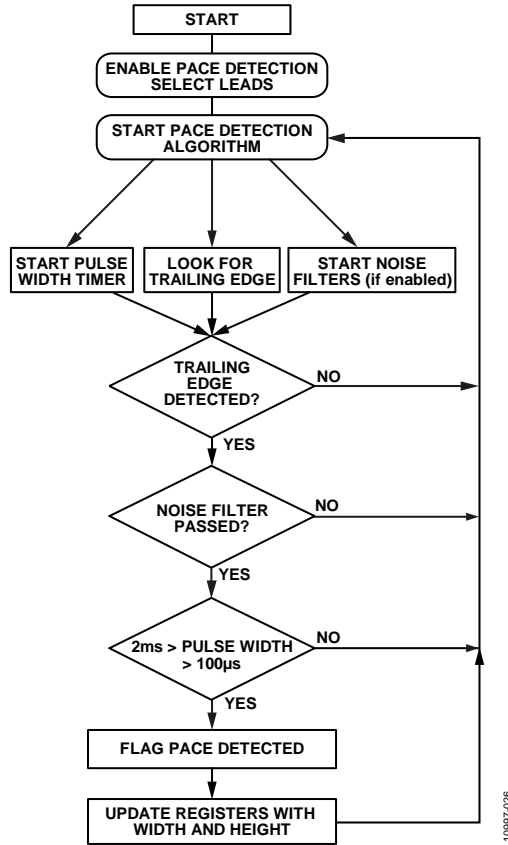 START
ENABLE PACE DETECTION
SELECT LEADS
START PACE DETECTION
ALGORITHM
START PULSE
WIDTH TIMER
LOOK FOR
TRAILING EDGE
START NOISE
FILTERS (if enabled)
TRAILING
EDGE
DETECTED?
NO
YES
NOISE FILTER
PASSED?
NO
YES
2ms > PULSE WIDTH
> 100µs
NO
YES
FLAG PACE DETECTED
UPDATE REGISTERS WITH
WIDTH AND HEIGHT
10997-026